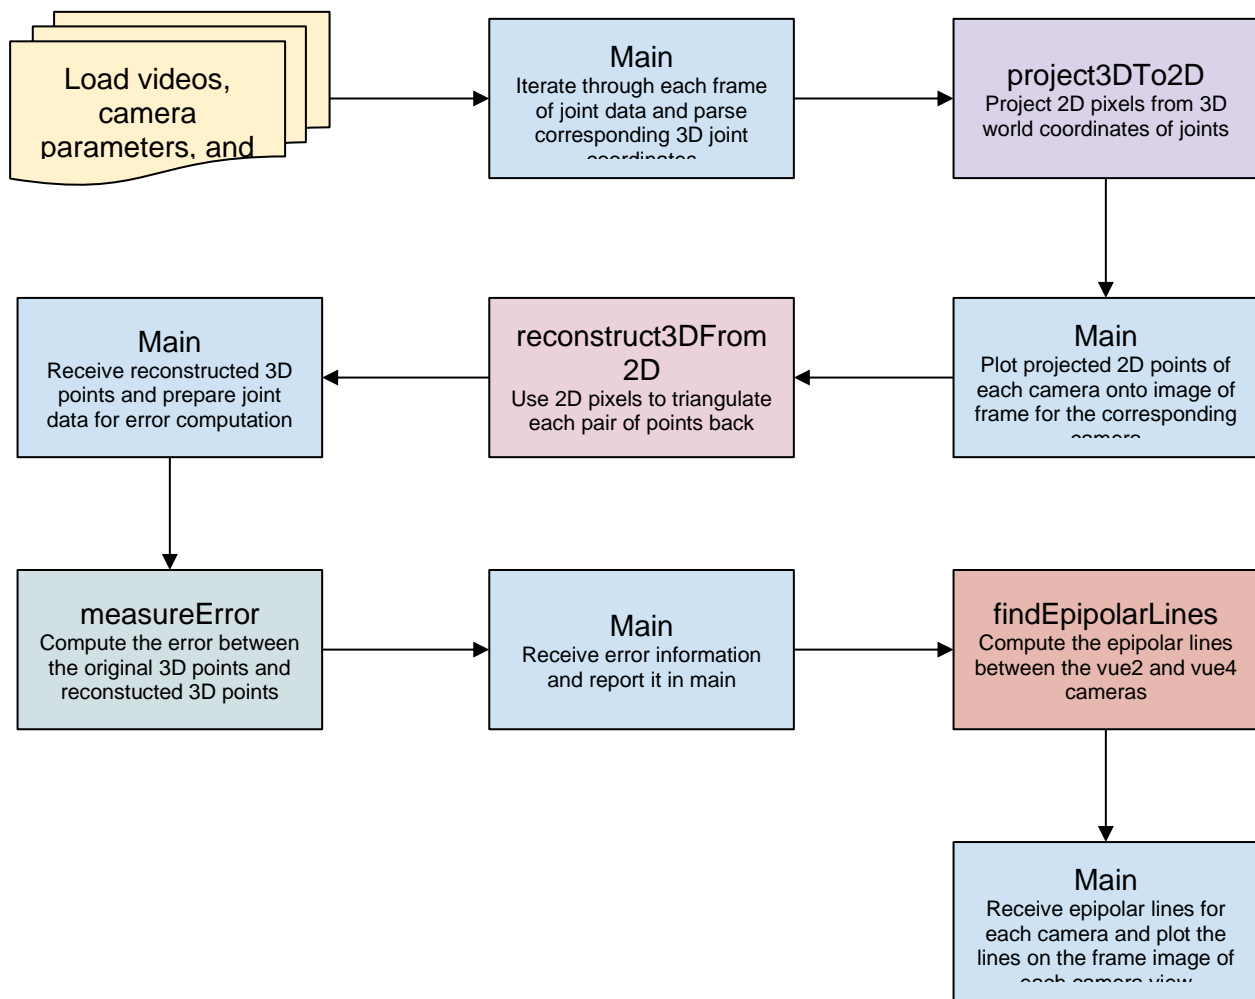 Load videos,
camera
parameters, and
Main
Iterate through each frame
of joint data and parse
corresponding 3D joint
coordinates
project3DTo2D
Project 2D pixels from 3D
world coordinates of joints
Main
Plot projected 2D points of
each camera onto image of
frame for the corresponding
camera
reconstruct3DFrom
2D
Use 2D pixels to triangulate
each pair of points back
Main
Receive reconstructed 3D
points and prepare joint
data for error computation
measureError
Compute the error between
the original 3D points and
reconstucted 3D points
Main
Receive error information
and report it in main
findEpipolarLines
Compute the epipolar lines
between the vue2 and vue4
cameras
Main
Receive epipolar lines for
each camera and plot the
lines on the frame image of
each camera view